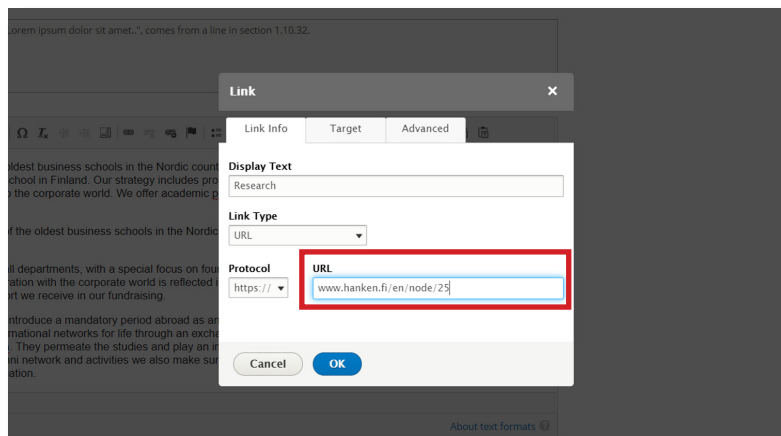 Lorem ipsum dolor sit amet..", comes from a line in section 1.10.32.
Link
Link Info Target Advanced
oldest business schools in the Nordic count
school in Finland. Our strategy includes pro
the corporate world. We offer academic
Display Text
Research
Link Type
of the oldest business schools in the Nordic
URL
all departments, with a special focus on four
Protocol URL
ration with the corporate world is reflected i
https:// www.hanken.fi/en/node/25
ort we receive in our fundraising.
introduce a mandatory period abroad as an
rnational networks for life through an excha
They permeate the studies and play an in
ni network and activities we also make sur
Cancel OK
ation.
About text formats